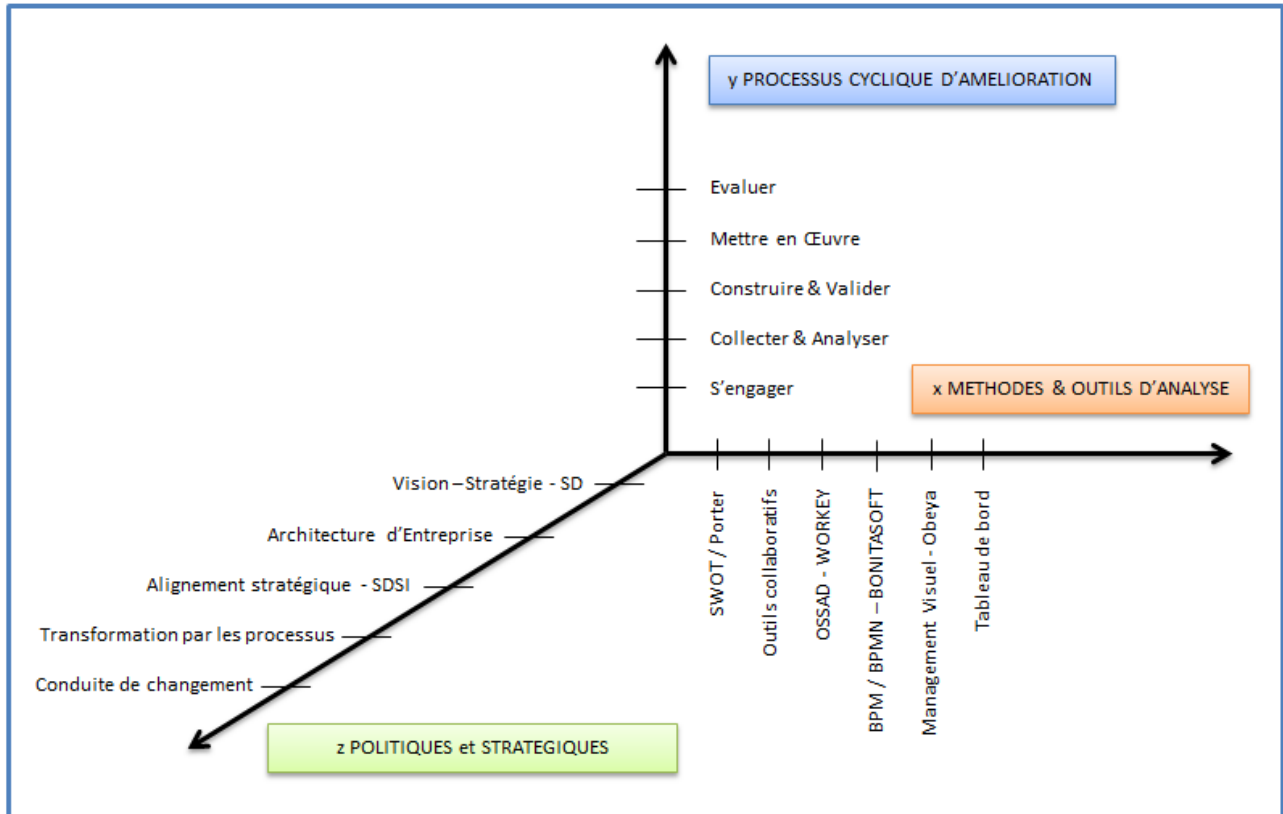 y PROCESSUS CYCLIQUE D'AMELIORATION
Evaluer
Mettre en Œuvre
Construire & Valider
Collecter & Analyser
S'engager
x METHODES & OUTILS D'ANALYSE
Vision – Stratégie - SD
Architecture d'Entreprise
Alignement stratégique - SDSI
Transformation par les processus
Conduite de changement
SWOT / Porter
Outils collaboratifs
OSSAD - WORKEY
BPM / BPMN – BONITASOFT
Management Visuel - Obeya
Tableau de bord
z POLITIQUES et STRATEGIQUES